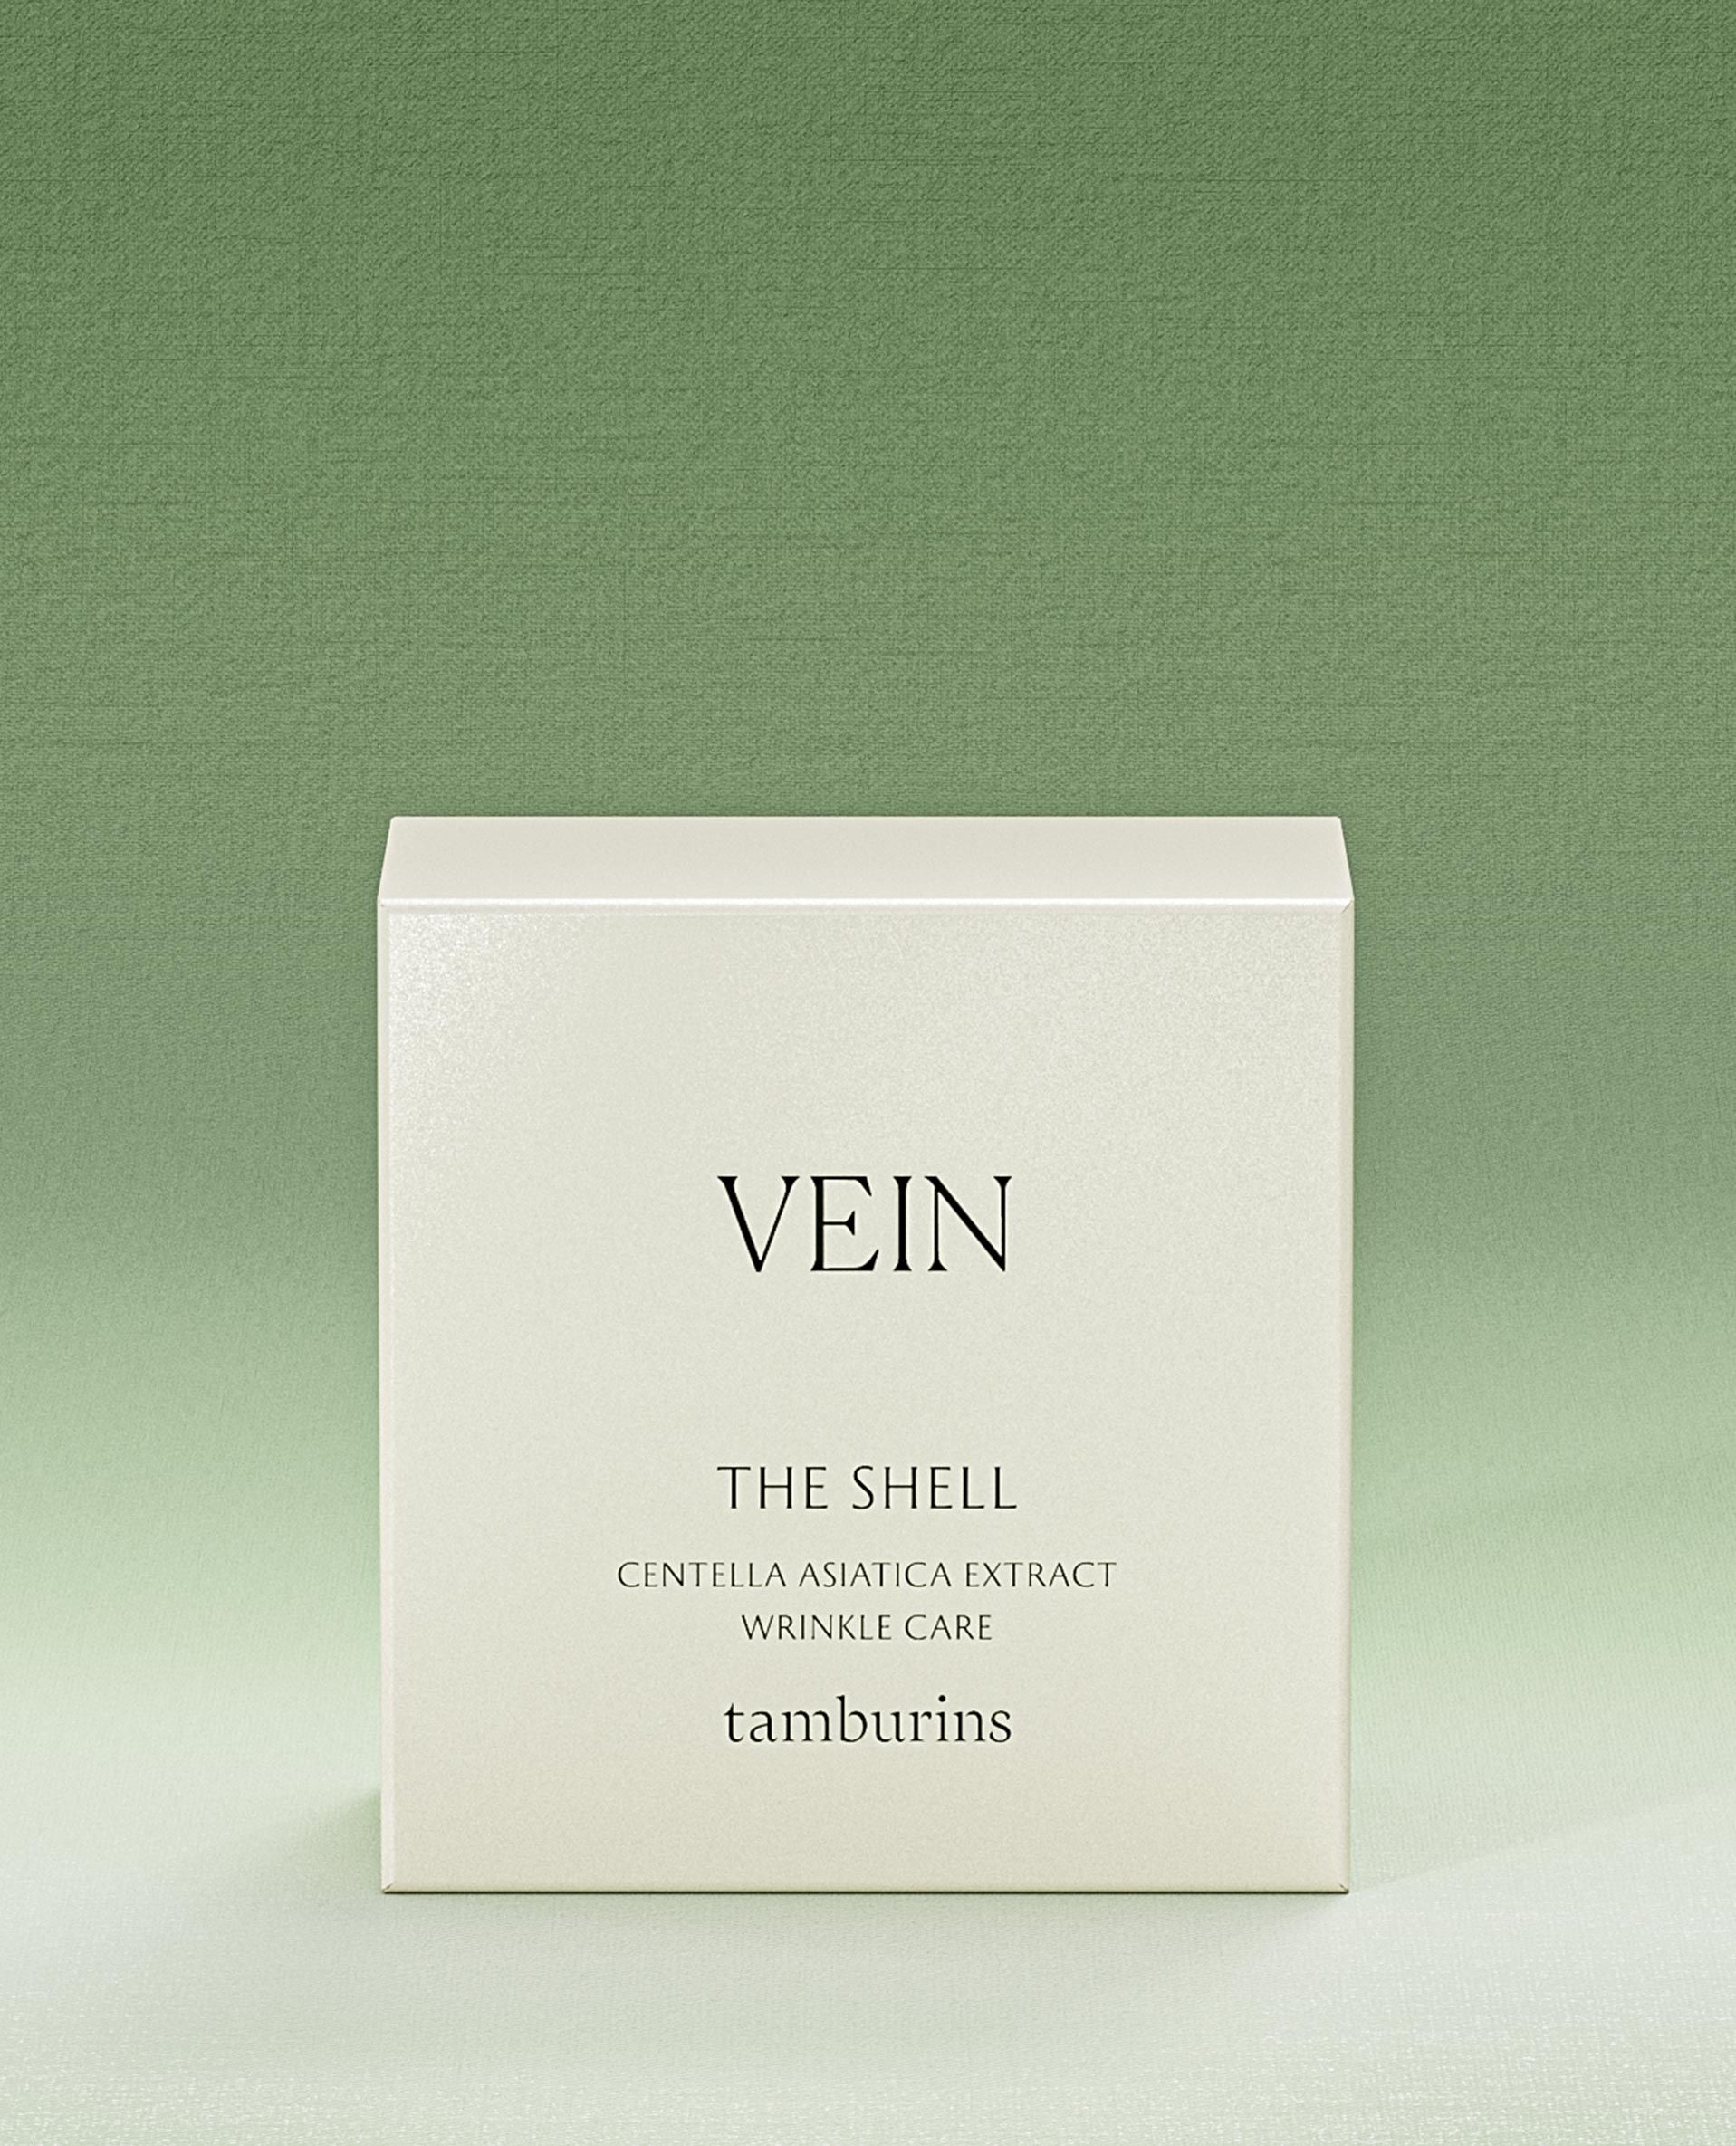 VEIN
THE SHELL
CENTELLA ASIATICA EXTRACT
WRINKLE CARE
tamburins